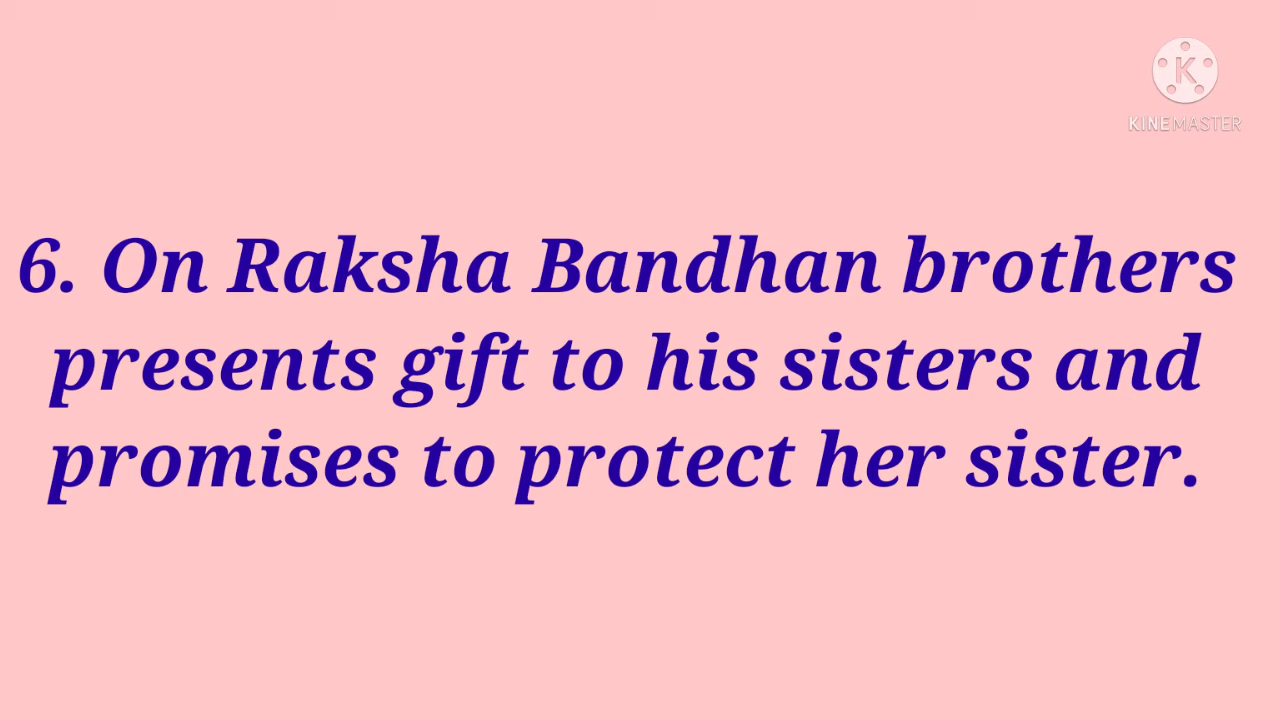 K
KINEMASTER
6. On Raksha Bandhan brothers
presents gift to his sisters and
promises to protect her sister.